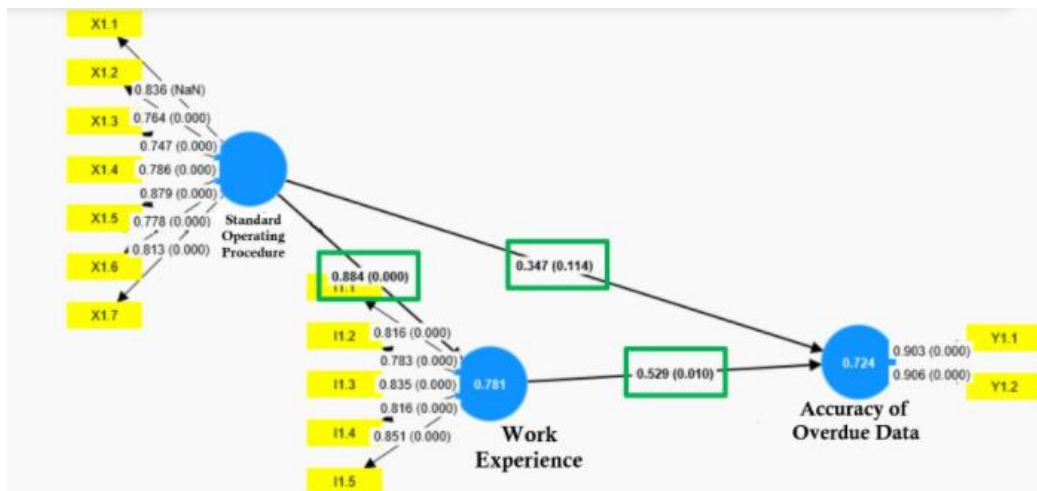 X1.1
X1.2
X1.3
X1.4
X1.5
X1.6
X1.7
0.836 (NaN)
0.764 (0.000)
0.747 (0.000)
0.786 (0.000)
0.879 (0.000)
0.778 (0.000)
0.813 (0.000)
Standard
Operating
Procedure
0.884 (0.000)
0.347 (0.114)
I1.1
I1.2
I1.3
I1.4
I1.5
0.816 (0.000)
0.783 (0.000)
0.835 (0.000)
0.816 (0.000)
0.851 (0.000)
0.781
Work
Experience
0.529 (0.010)
0.724
Accuracy of
Overdue Data
0.903 (0.000)
0.906 (0.000)
Y1.1
Y1.2